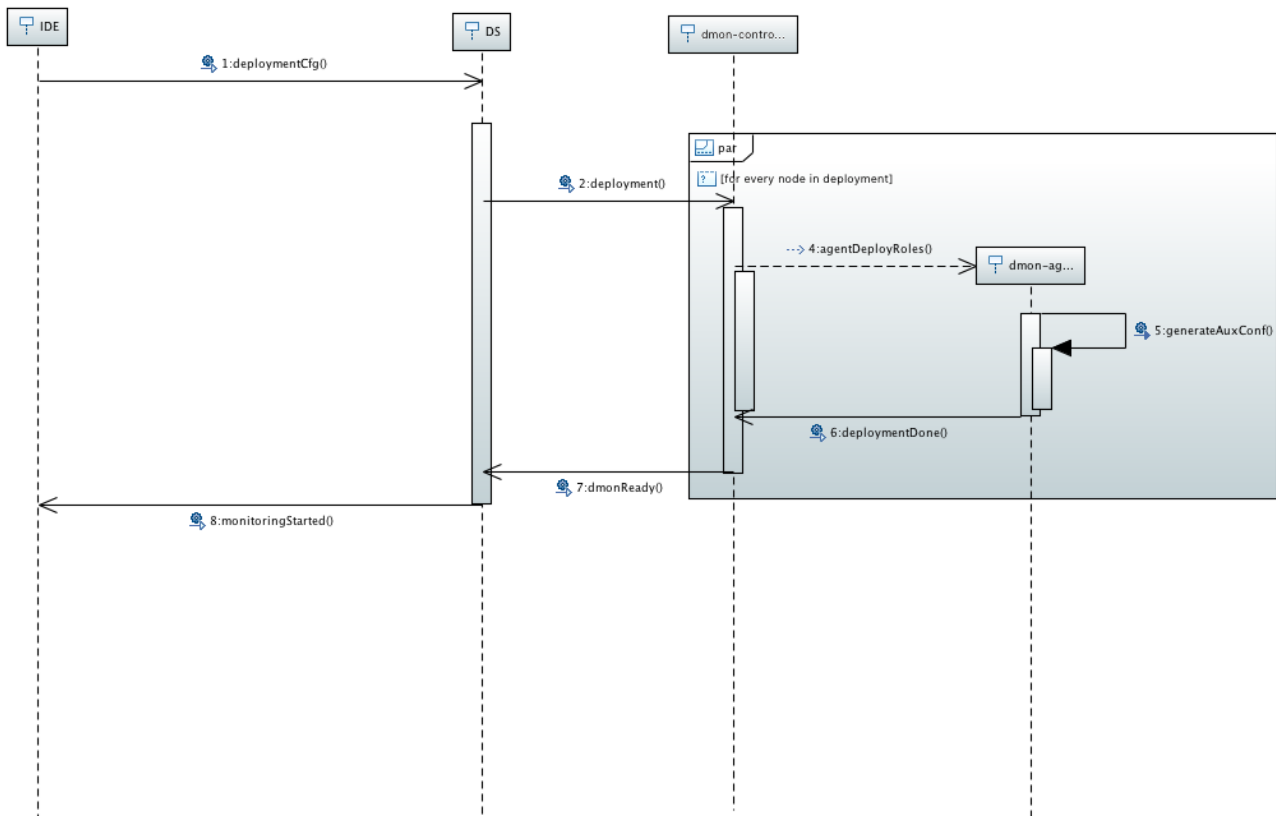 IDE
DS
dmon-contro...
1:deploymentCfg()
par
[for every node in deployment]
2:deployment()
4:agentDeployRoles()
dmon-ag...
5:generateAuxConf()
6:deploymentDone()
7:dmonReady()
8:monitoringStarted()